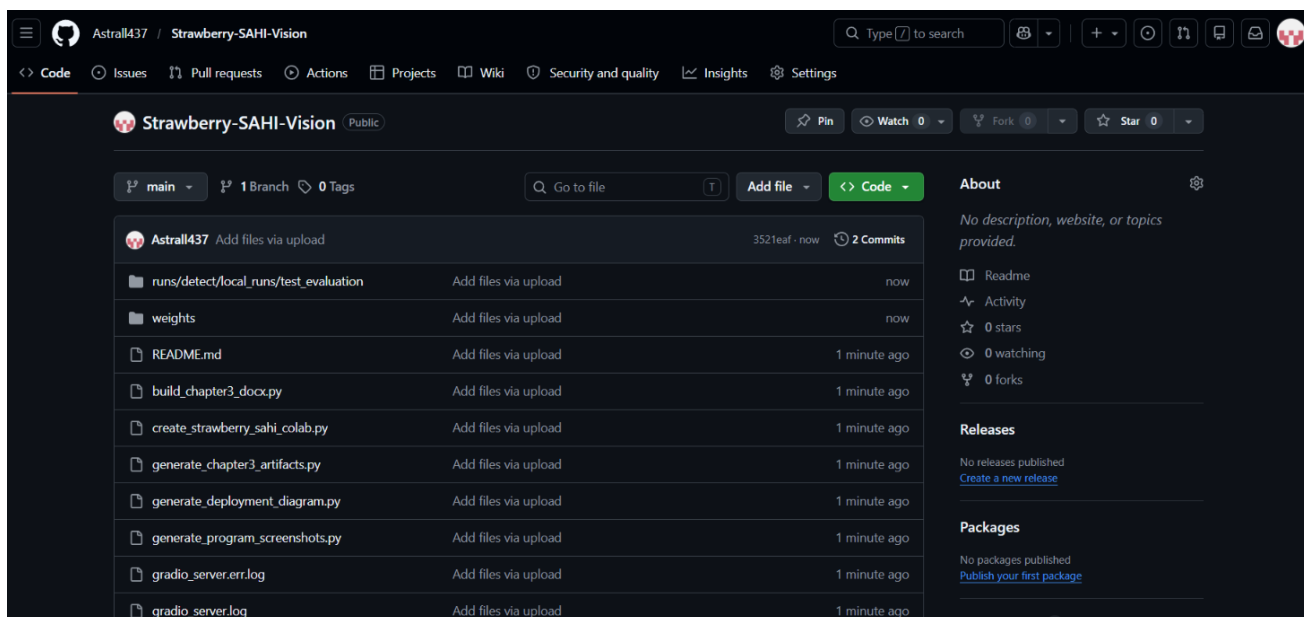 Astrall437 / Strawberry-SAHI-Vision
Type / to search
Code Issues Pull requests Actions Projects Wiki Security and quality Insights Settings
Strawberry-SAHI-Vision Public
Pin Watch 0 Fork 0 Star 0
main 1 Branch 0 Tags Go to file T Add file Code
Astrall437 Add files via upload 3521eaf · now 2 Commits
runs/detect/local_runs/test_evaluation Add files via upload now
weights Add files via upload now
README.md Add files via upload 1 minute ago
build_chapter3_docx.py Add files via upload 1 minute ago
create_strawberry_sahi_colab.py Add files via upload 1 minute ago
generate_chapter3_artifacts.py Add files via upload 1 minute ago
generate_deployment_diagram.py Add files via upload 1 minute ago
generate_program_screenshots.py Add files via upload 1 minute ago
gradio_server.err.log Add files via upload 1 minute ago
gradio_server.log Add files via upload 1 minute ago
About
No description, website, or topics
provided.
Readme
Activity
0 stars
0 watching
0 forks
Releases
No releases published
Create a new release
Packages
No packages published
Publish your first package